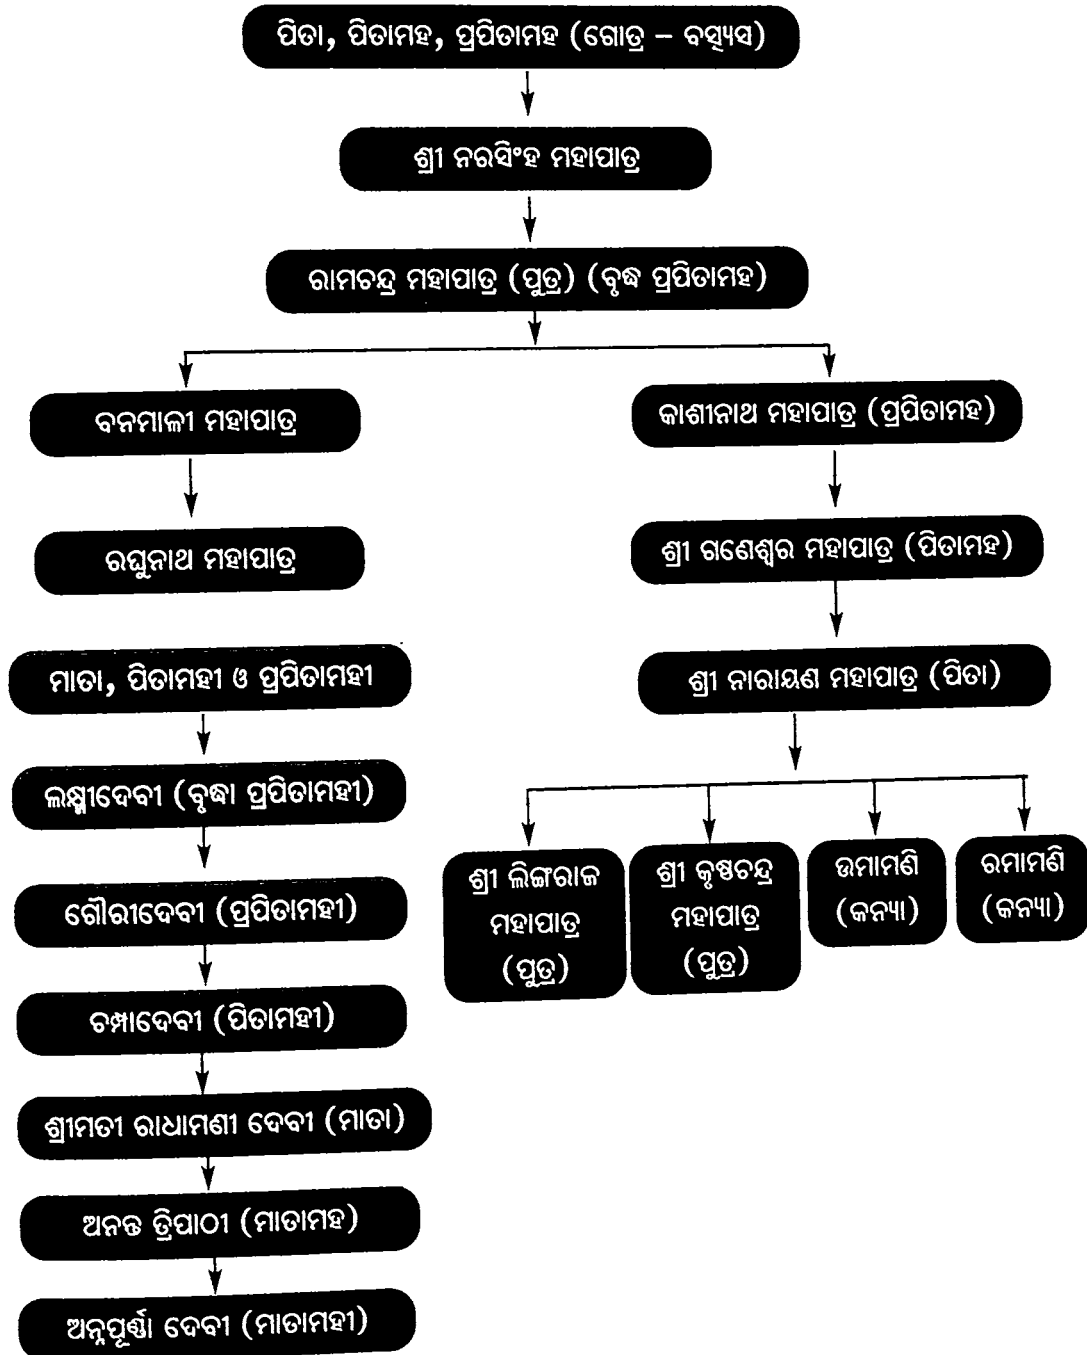 ପିତା, ପିତାମହ, ପ୍ରପିତାମହ (ଗୋତ୍ର – ବତ୍ସ୍ୟସ)
ଶ୍ରୀ ନରସିଂହ ମହାପାତ୍ର
ରାମଚନ୍ଦ୍ର ମହାପାତ୍ର (ପୁତ୍ର) (ବୃଦ୍ଧ ପ୍ରପିତାମହ)
ବନମାଳୀ ମହାପାତ୍ର
ରଘୁନାଥ ମହାପାତ୍ର
କାଶୀନାଥ ମହାପାତ୍ର (ପ୍ରପିତାମହ)
ଶ୍ରୀ ଗଣେଶ୍ୱର ମହାପାତ୍ର (ପିତାମହ)
ଶ୍ରୀ ନାରାୟଣ ମହାପାତ୍ର (ପିତା)
ଶ୍ରୀ ଲିଙ୍ଗରାଜ
ମହାପାତ୍ର
(ପୁତ୍ର)
ଶ୍ରୀ କୃଷ୍ଣଚନ୍ଦ୍ର
ମହାପାତ୍ର
(ପୁତ୍ର)
ଉମାମଣି
(କନ୍ୟା)
ରମାମଣି
(କନ୍ୟା)
ମାତା, ପିତାମହୀ ଓ ପ୍ରପିତାମହୀ
ଲକ୍ଷ୍ମୀଦେବୀ (ବୃଦ୍ଧା ପ୍ରପିତାମହୀ)
ଗୌରୀଦେବୀ (ପ୍ରପିତାମହୀ)
ଚମ୍ପାଦେବୀ (ପିତାମହୀ)
ଶ୍ରୀମତୀ ରାଧାମଣୀ ଦେବୀ (ମାତା)
ଅନନ୍ତ ତ୍ରିପାଠୀ (ମାତାମହ)
ଅନ୍ନପୂର୍ଣ୍ଣା ଦେବୀ (ମାତାମହୀ)